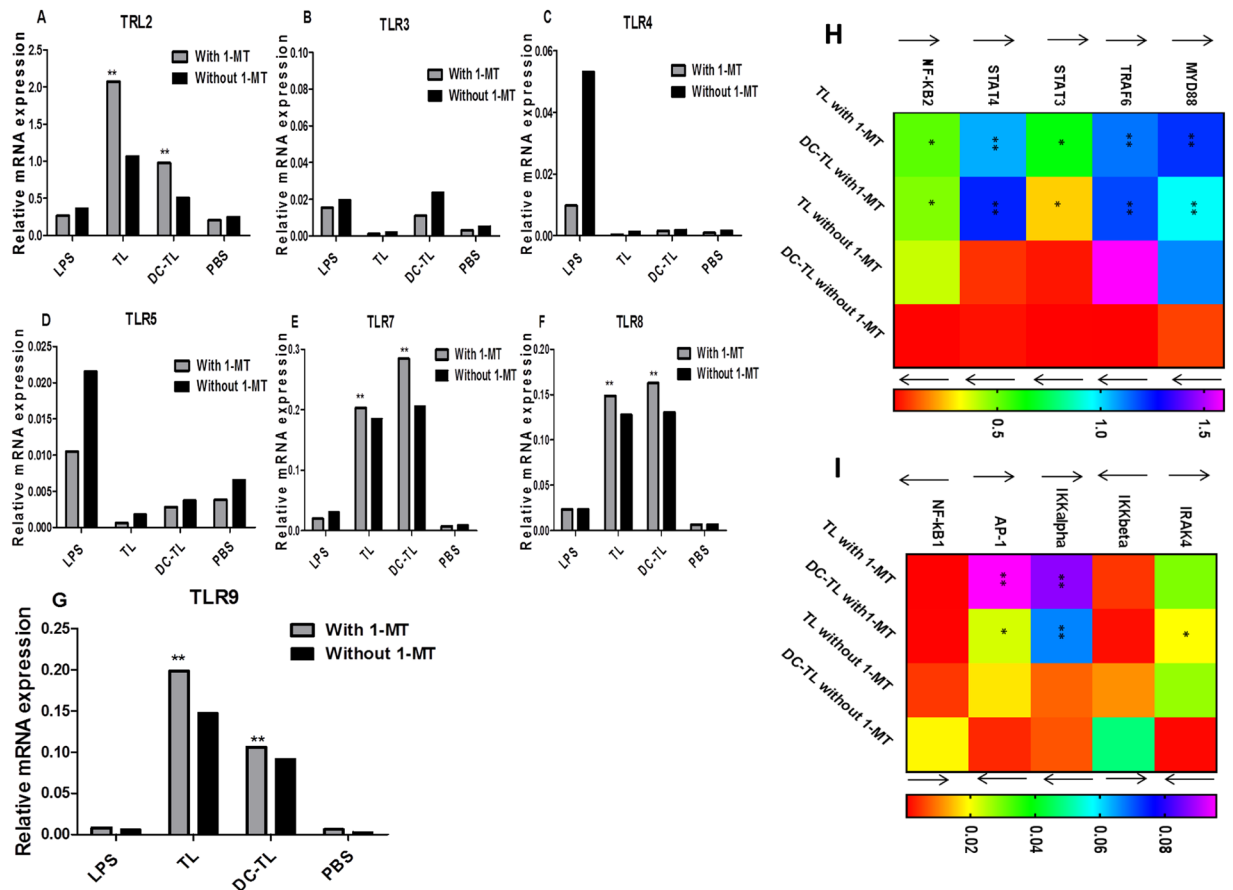 A
TRL2
Relative mRNA expression
2.5
2.0
1.5
1.0
0.5
0.0
With 1-MT
Without 1-MT
**
**
LPS
TL
DC-TL
PBS
B
TLR3
Relative mRNA expression
0.10
0.08
0.06
0.04
0.02
0.00
With 1-MT
Without 1-MT
LPS
TL
DC-TL
PBS
C
TLR4
Relative mRNA expression
0.06
0.04
0.02
0.00
With 1-MT
Without 1-MT
LPS
TL
DC-TL
PBS
D
TLR5
Relative mRNA expression
0.025
0.020
0.015
0.010
0.005
0.000
With 1-MT
Without 1-MT
LPS
TL
DC-TL
PBS
E
TLR7
Relative mRNA expression
0.3
0.2
0.1
0.0
With 1-MT
Without 1-MT
**
**
LPS
TL
DC-TL
PBS
F
TLR8
Relative mRNA expression
0.20
0.15
0.10
0.05
0.00
With 1-MT
Without 1-MT
**
**
LPS
TL
DC-TL
PBS
G
TLR9
Relative mRNA expression
0.25
0.20
0.15
0.10
0.05
0.00
With 1-MT
Without 1-MT
**
**
LPS
TL
DC-TL
PBS
H
NF-KB2
STAT4
STAT3
TRAF6
MYD88
TL with 1-MT
DC-TL with1-MT
TL without 1-MT
DC-TL without 1-MT
* ** * ** **
* ** * ** **
0.5
1.0
1.5
I
NF-kB1
AP-1
IKKalpha
IKKbeta
IRAK4
TL with 1-MT
DC-TL with1-MT
TL without 1-MT
DC-TL without 1-MT
** **
* ** *
0.02
0.04
0.06
0.08